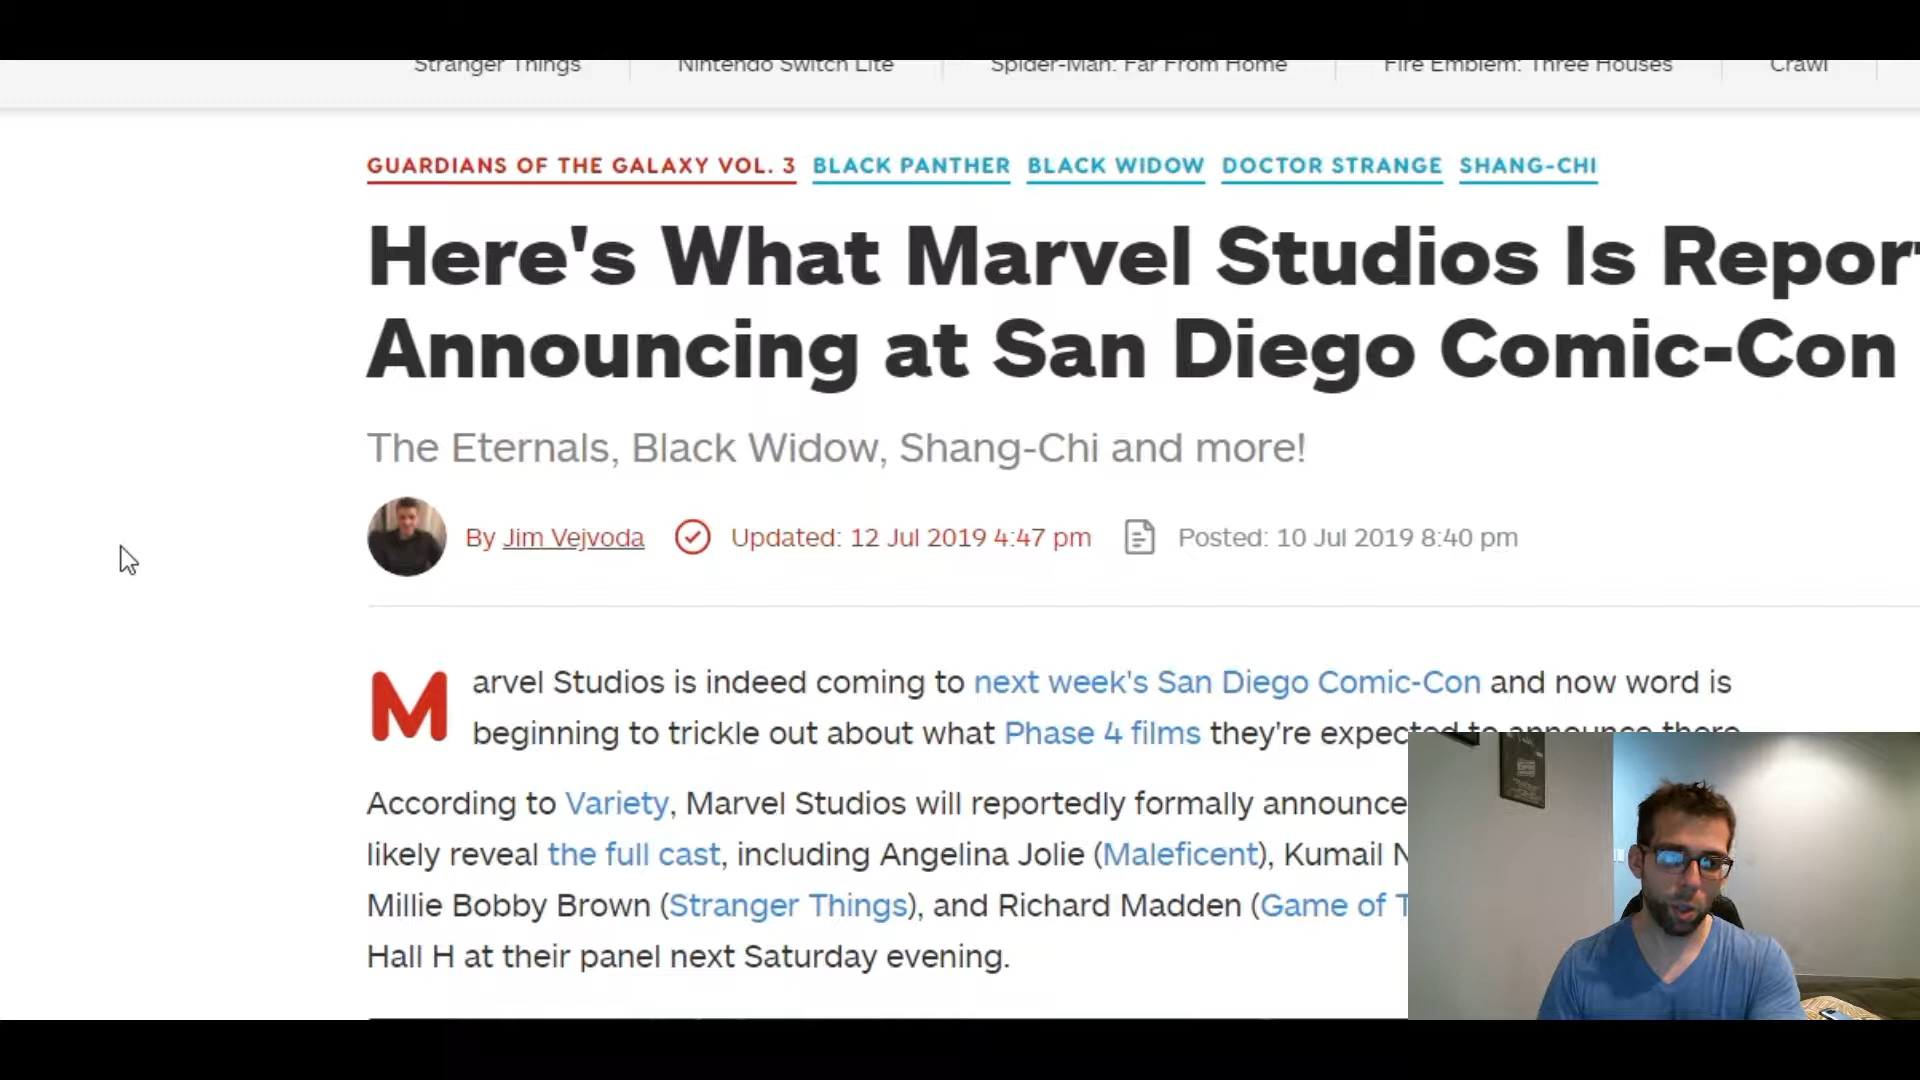 Stranger Things Nintendo Switch Lite Spider-Man: Far From Home Fire Emblem: Three Houses Crawl
GUARDIANS OF THE GALAXY VOL. 3 BLACK PANTHER BLACK WIDOW DOCTOR STRANGE SHANG-CHI
Here's What Marvel Studios Is Repor
Announcing at San Diego Comic-Con
The Eternals, Black Widow, Shang-Chi and more!
By Jim Vejvoda Updated: 12 Jul 2019 4:47 pm Posted: 10 Jul 2019 8:40 pm
Marvel Studios is indeed coming to next week's San Diego Comic-Con and now word is
beginning to trickle out about what Phase 4 films they're expected to announce there.
According to Variety, Marvel Studios will reportedly formally announce
likely reveal the full cast, including Angelina Jolie (Maleficent), Kumail N
Millie Bobby Brown (Stranger Things), and Richard Madden (Game of T
Hall H at their panel next Saturday evening.